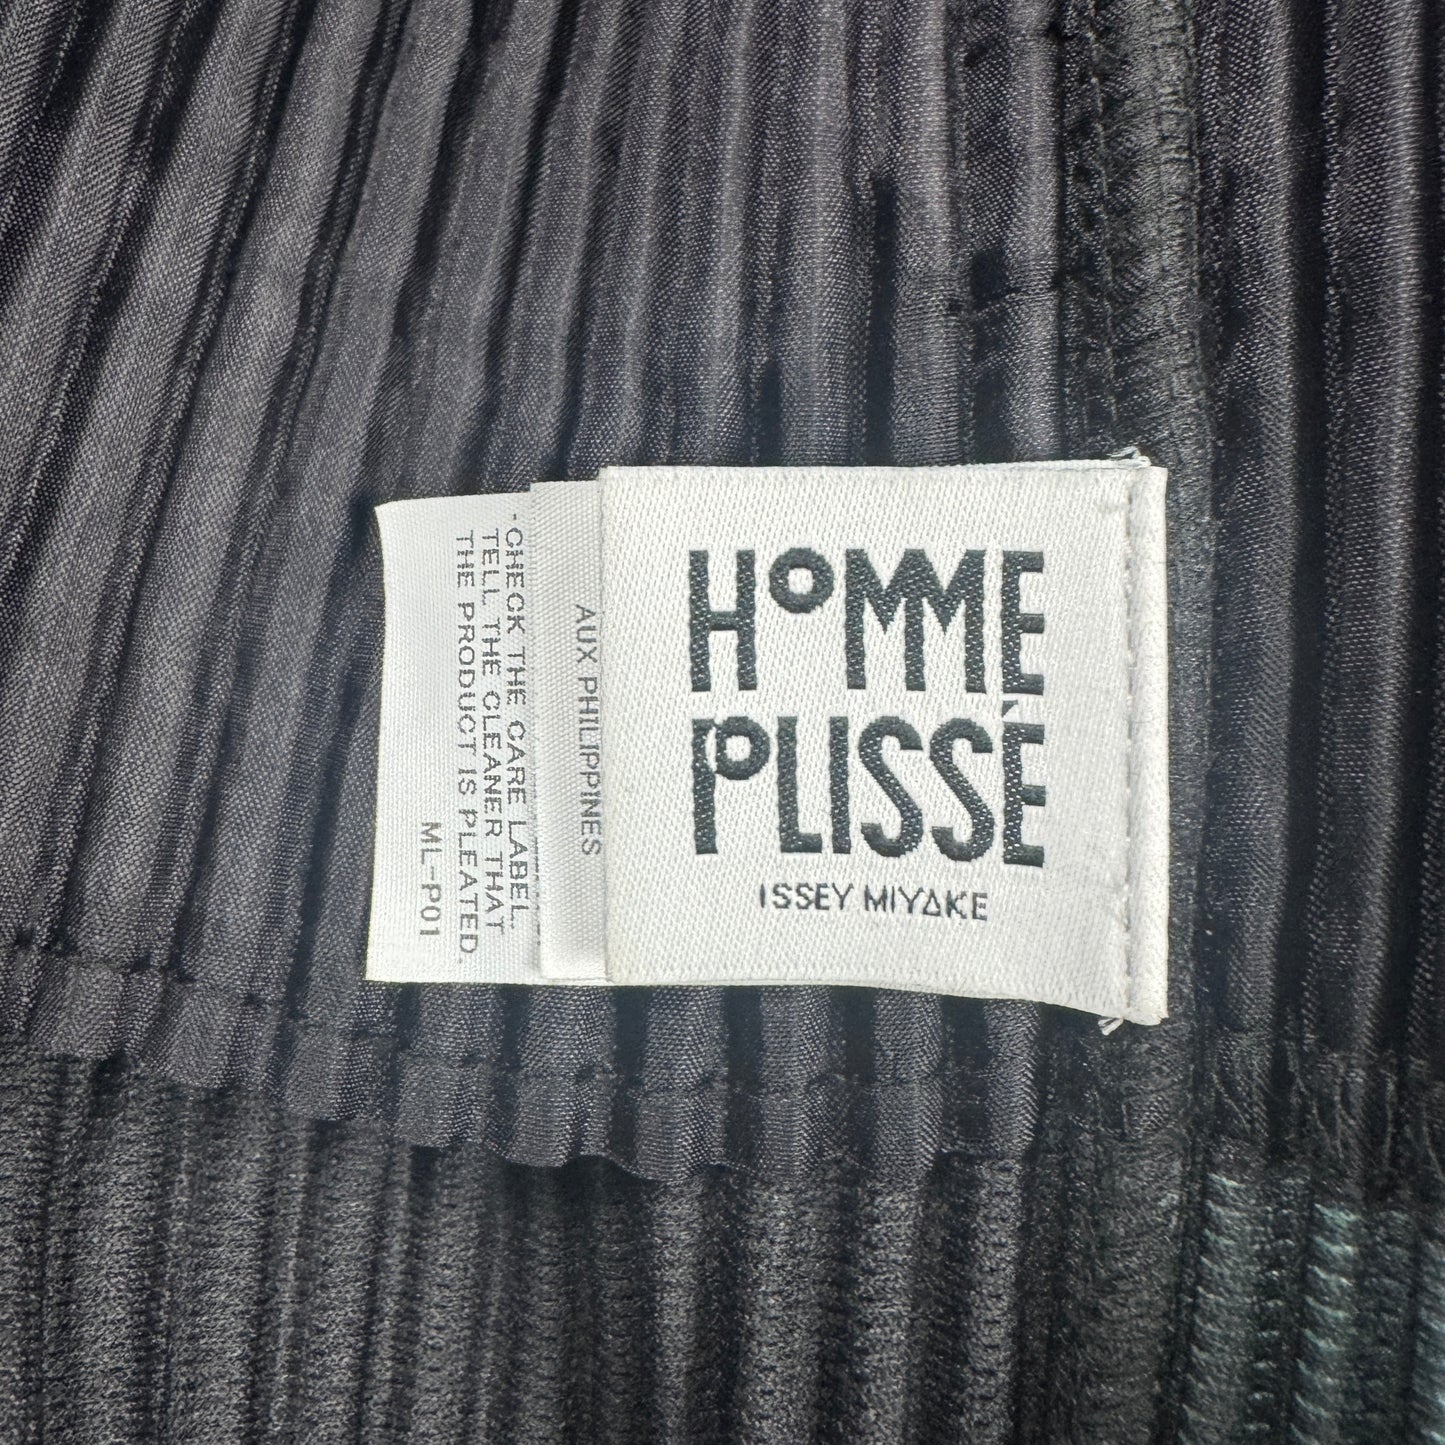 HOMME
PLISSÉ
ISSEY MIYAKE
AUX PHILIPPINES
·CHECK THE CARE LABEL.
TELL THE CLEANER THAT
THE PRODUCT IS PLEATED.
ML-P01